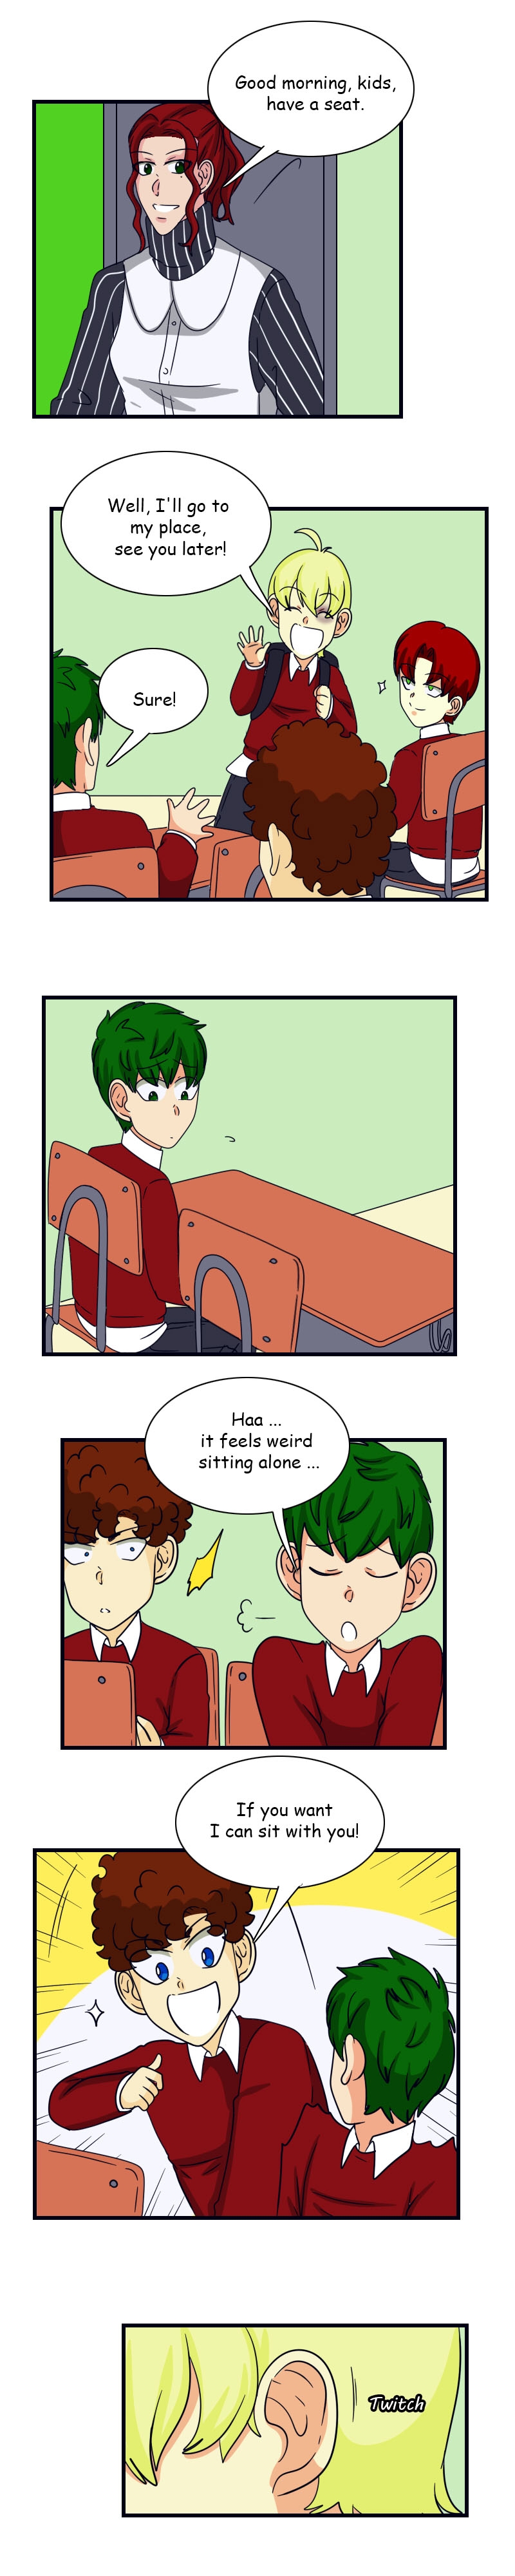 Good morning, kids,
have a seat.
Well, I'll go to
my place,
see you later!
Sure!
Haa ...
it feels weird
sitting alone ...
If you want
I can sit with you!
Twitch